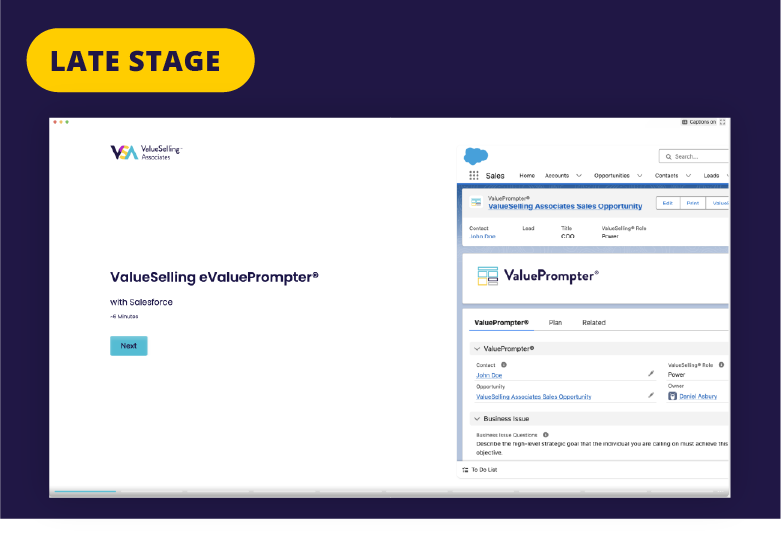 LATE STAGE
Captions on
VSA ValueSelling™
Associates
ValueSelling eValuePrompter®
with Salesforce
~6 Minutes
Next
Search...
Sales Home Accounts Opportunities Contacts Leads
ValuePrompter®
ValueSelling Associates Sales Opportunity
Edit Print
Contact Lead Title ValueSelling® Role
John Doe COO Power
ValuePrompter®
ValuePrompter® Plan Related
ValuePrompter®
Contact ValueSelling® Role
John Doe Power
Opportunity Owner
ValueSelling Associates Sales Opportunity Daniel Asbury
Business Issue
Business Issue Questions
Describe the high-level strategic goal that the individual you are calling on must achieve this
objective.
To Do List